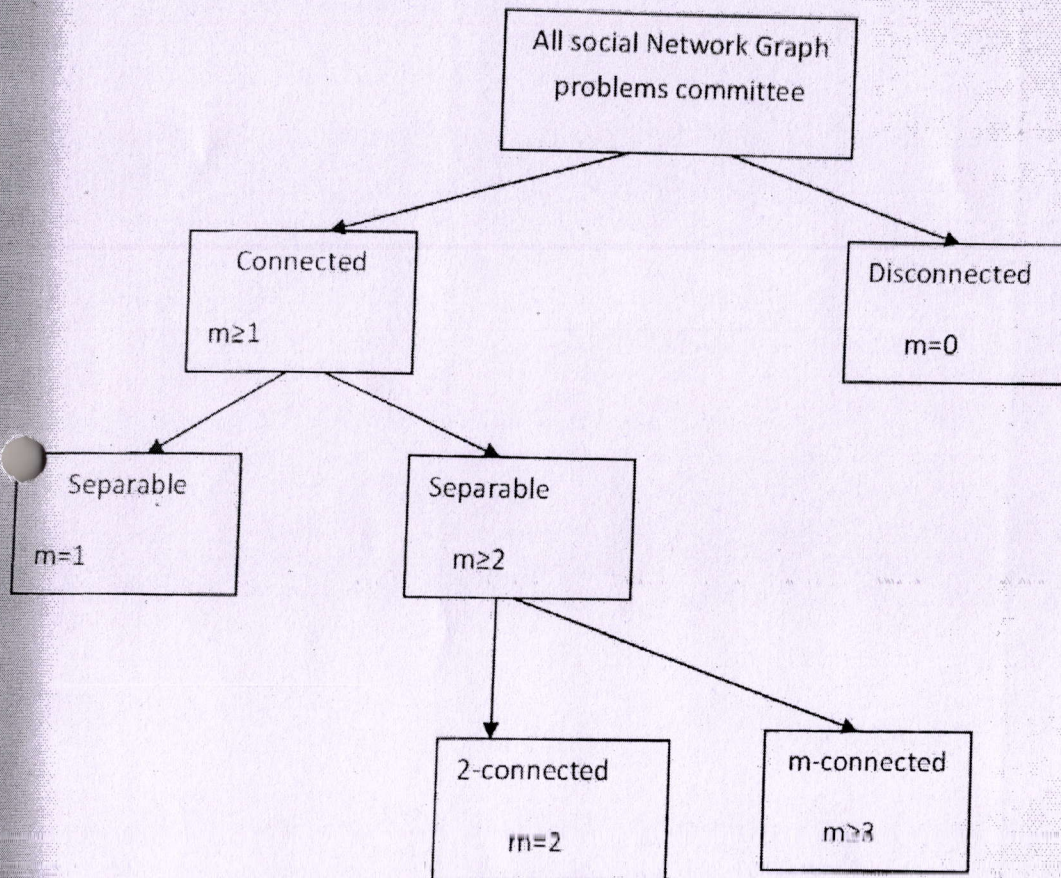 All social Network Graph
problems committee
Connected
m≥1
Disconnected
m=0
Separable
m=1
Separable
m≥2
2-connected
m=2
m-connected
m≥3